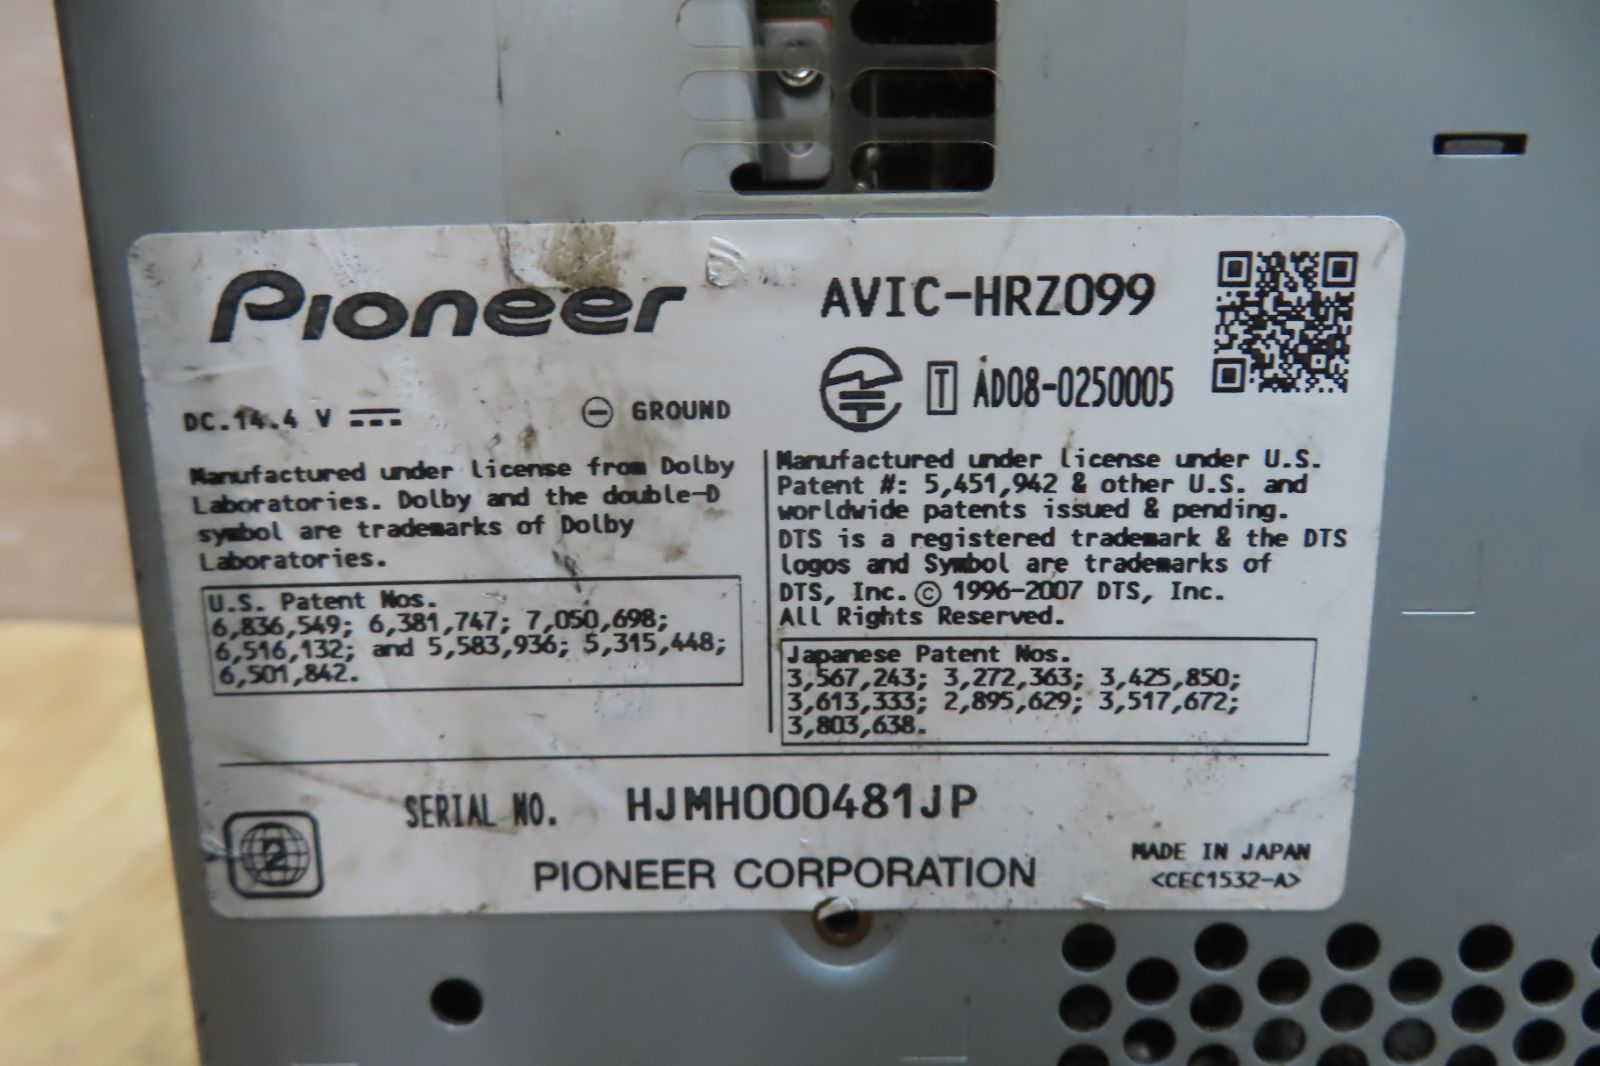 Pioneer
AVIC-HRZ099
T AD08-0250005
DC.14.4 V
GROUND
Manufactured under license from Dolby
Laboratories. Dolby and the double-D
symbol are trademarks of Dolby
Laboratories.
U.S. Patent Nos.
6,836,549; 6,381,747; 7,050,698;
6,516,132; and 5,583,936; 5,315,448;
6,501,842.
Manufactured under license under U.S.
Patent #: 5,451,942 & other U.S. and
worldwide patents issued & pending.
DTS is a registered trademark & the DTS
logos and Symbol are trademarks of
DTS, Inc. © 1996-2007 DTS, Inc.
All Rights Reserved.
Japanese Patent Nos.
3,567,243; 3,272,363; 3,425,850;
3,613,333; 2,895,629; 3,517,672;
3,803,638.
SERIAL NO. HJMH000481JP
2
PIONEER CORPORATION
MADE IN JAPAN
<CEC1532-A>